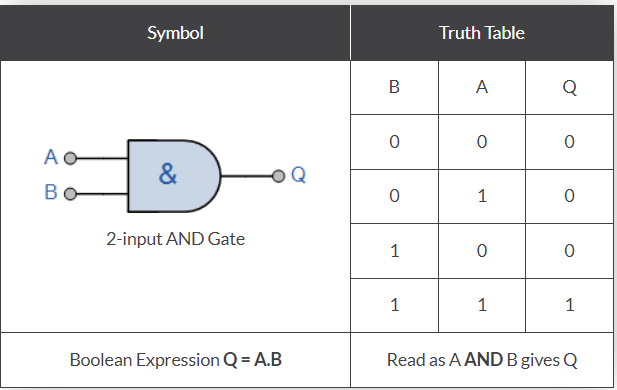 Symbol
Truth Table
B A Q
0 0 0
A
&
Q
B
0 1 0
2-input AND Gate
1 0 0
1 1 1
Boolean Expression Q = A.B
Read as A AND B gives Q